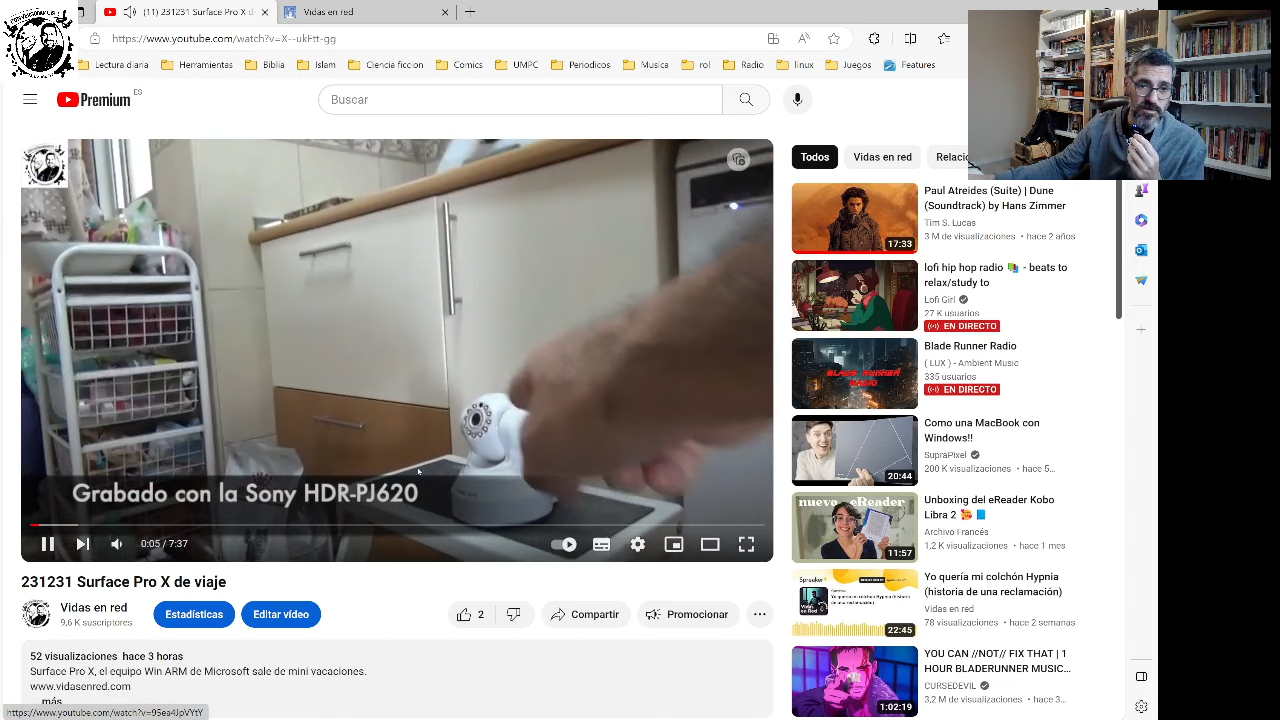 (11) 231231 Surface Pro X d
Vidas en red
https://www.youtube.com/watch?v=X--ukFtt-gg
Lectura diaria
Herramientas
Biblia
Islam
Ciencia ficcion
Comics
UMPC
Periodicos
Musica
rol
Radio
linux
Juegos
Features
Premium
ES
Buscar
Todos
Vidas en red
Relacio
Grabado con la Sony HDR-PJ620
0:05 / 7:37
231231 Surface Pro X de viaje
Vidas en red
9,6 K suscriptores
Estadísticas
Editar vídeo
2
Compartir
Promocionar
52 visualizaciones hace 3 horas
Surface Pro X, el equipo Win ARM de Microsoft sale de mini vacaciones.
www.vidasenred.com
...más
Paul Atreides (Suite) | Dune
(Soundtrack) by Hans Zimmer
Tim S. Lucas
3 M de visualizaciones • hace 2 años
17:33
lofi hip hop radio 📚 - beats to
relax/study to
Lofi Girl
27 K usuarios
EN DIRECTO
Blade Runner Radio
( LUX ) - Ambient Music
335 usuarios
EN DIRECTO
BLADE RUNNER
RADIO
Como una MacBook con
Windows!!
SupraPixel
200 K visualizaciones • hace 5...
20:44
Unboxing del eReader Kobo
Libra 2 🥰 📘
Archivo Francés
1,2 K visualizaciones • hace 1 mes
nuevo eReader
11:57
Yo quería mi colchón Hypnia
(historia de una reclamación)
Vidas en red
78 visualizaciones • hace 2 semanas
Spreaker
22:45
YOU CAN //NOT// FIX THAT | 1
HOUR BLADERUNNER MUSIC...
CURSEDEVIL
3,2 M de visualizaciones • hace 3...
1:02:19